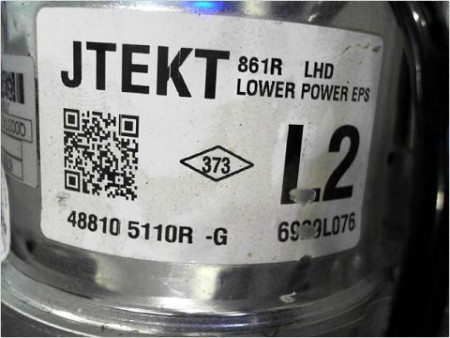 JTEKT
861R LHD
LOWER POWER EPS
373
L2
48810 5110R -G